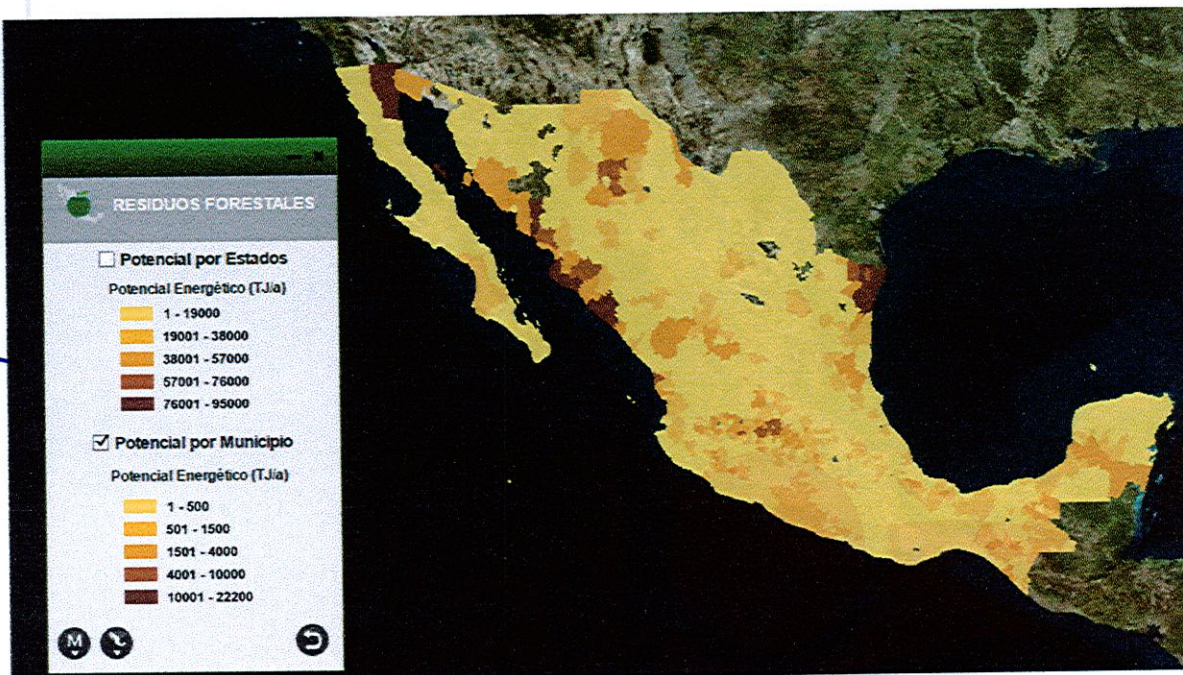 RESIDUOS FORESTALES
Potencial por Estados
Potencial Energético (TJ/a)
1 - 19000
19001 - 38000
38001 - 57000
57001 - 76000
76001 - 95000
Potencial por Municipio
Potencial Energético (TJ/a)
1 - 500
501 - 1500
1501 - 4000
4001 - 10000
10001 - 22200
M